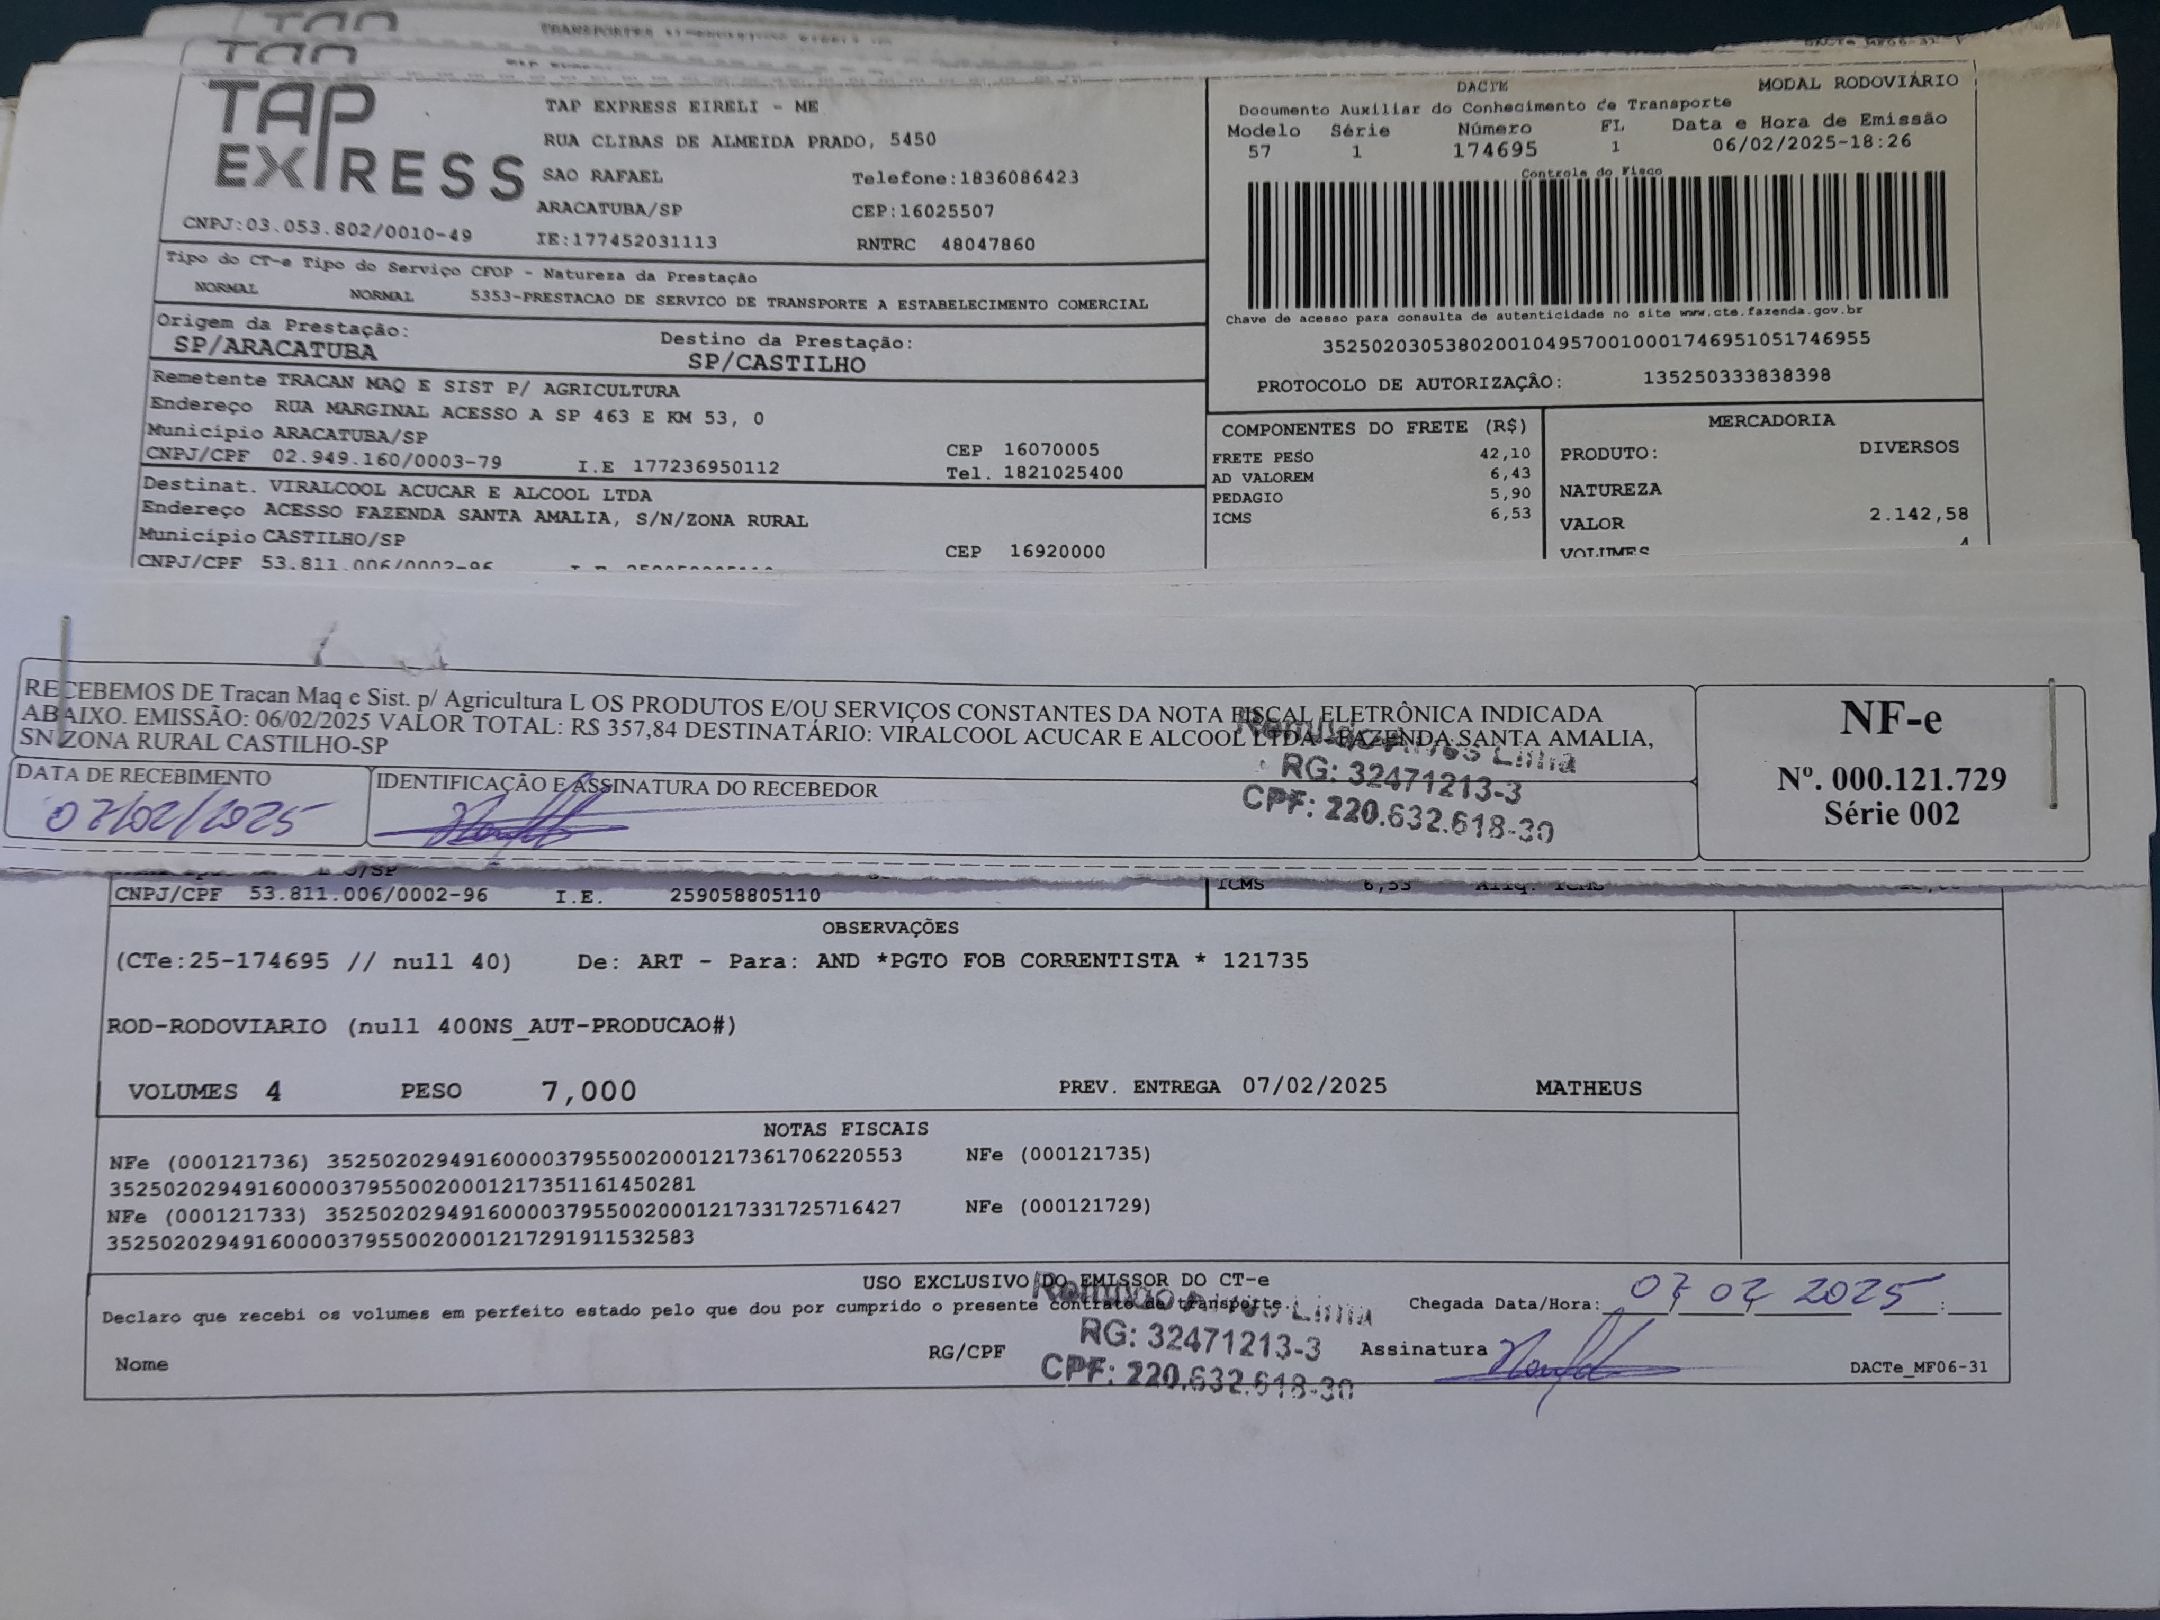 TAP EXPRESS
TAP EXPRESS EIRELI - ME
RUA CLIBAS DE ALMEIDA PRADO, 5450
SAO RAFAEL Telefone:1836086423
ARACATUBA/SP CEP:16025507
CNPJ:03.053.802/0010-49 IE:177452031113 RNTRC 48047860
DACTE MODAL RODOVIÁRIO
Documento Auxiliar do Conhecimento de Transporte
Modelo Série Número FL Data e Hora de Emissão
57 1 174695 1 06/02/2025-18:26
Controle do Fisco
Chave de acesso para consulta de autenticidade no site www.cte.fazenda.gov.br
35250203053802001049570010001746951051746955
PROTOCOLO DE AUTORIZAÇÃO: 135250333838398
Tipo do CT-e Tipo do Serviço CFOP - Natureza da Prestação
NORMAL NORMAL 5353-PRESTACAO DE SERVICO DE TRANSPORTE A ESTABELECIMENTO COMERCIAL
Origem da Prestação: Destino da Prestação:
SP/ARACATUBA SP/CASTILHO
Remetente TRACAN MAQ E SIST P/ AGRICULTURA
Endereço RUA MARGINAL ACESSO A SP 463 E KM 53, 0
Município ARACATUBA/SP CEP 16070005
CNPJ/CPF 02.949.160/0003-79 I.E 177236950112 Tel. 1821025400
Destinat. VIRALCOOL ACUCAR E ALCOOL LTDA
Endereço ACESSO FAZENDA SANTA AMALIA, S/N/ZONA RURAL
Município CASTILHO/SP CEP 16920000
CNPJ/CPF 53.811.006/0002-96
COMPONENTES DO FRETE (R$)
FRETE PESO 42,10
AD VALOREM 6,43
PEDAGIO 5,90
ICMS 6,53
MERCADORIA
PRODUTO: DIVERSOS
NATUREZA
VALOR 2.142,58
VOLUMES 4
RECEBEMOS DE Tracan Maq e Sist. p/ Agricultura L OS PRODUTOS E/OU SERVIÇOS CONSTANTES DA NOTA FISCAL ELETRÔNICA INDICADA
ABAIXO. EMISSÃO: 06/02/2025 VALOR TOTAL: R$ 357,84 DESTINATÁRIO: VIRALCOOL ACUCAR E ALCOOL LTDA - FAZENDA SANTA AMALIA,
SN ZONA RURAL CASTILHO-SP
DATA DE RECEBIMENTO IDENTIFICAÇÃO E ASSINATURA DO RECEBEDOR
07/02/2025
Lima
RG: 32471213-3
CPF: 220.632.618-30
NF-e
Nº. 000.121.729
Série 002
CNPJ/CPF 53.811.006/0002-96 I.E. 259058805110
ICMS 6,53 Aliq. ICMS
OBSERVAÇÕES
(CTe:25-174695 // null 40) De: ART - Para: AND *PGTO FOB CORRENTISTA * 121735
ROD-RODOVIARIO (null 400NS_AUT-PRODUCAO#)
VOLUMES 4 PESO 7,000 PREV. ENTREGA 07/02/2025 MATHEUS
NOTAS FISCAIS
NFe (000121736) 35250202949160000379550020001217361706220553 NFe (000121735)
35250202949160000379550020001217351161450281
NFe (000121733) 35250202949160000379550020001217331725716427 NFe (000121729)
35250202949160000379550020001217291911532583
USO EXCLUSIVO DO EMISSOR DO CT-e
Declaro que recebi os volumes em perfeito estado pelo que dou por cumprido o presente contrato de transporte. Chegada Data/Hora: 07 02 2025 :
Lima
RG: 32471213-3
CPF: 220.632.618-30
Nome RG/CPF Assinatura DACTe_MF06-31